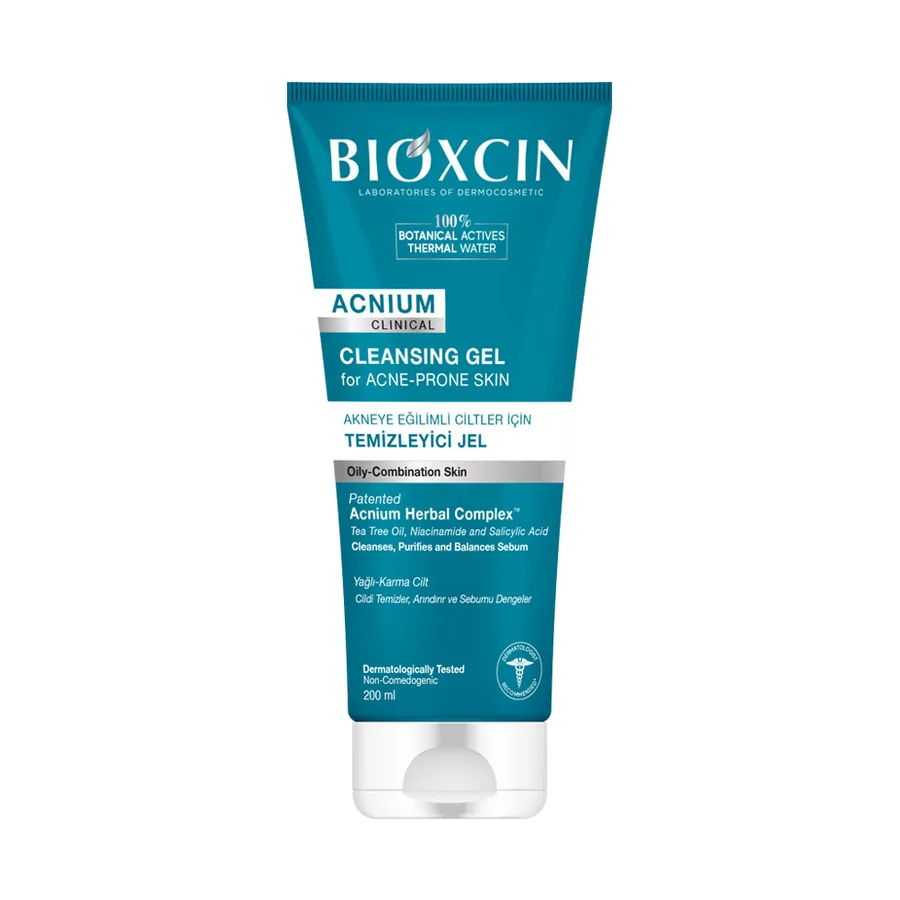 BIOXCIN
LABORATORIES OF DERMOCOSMETIC
100%
BOTANICAL ACTIVES
THERMAL WATER
ACNIUM
CLINICAL
CLEANSING GEL
for ACNE-PRONE SKIN
AKNEYE EĞİLİMLİ CİLTLER İÇİN
TEMİZLEYİCİ JEL
Oily-Combination Skin
Patented
Acnium Herbal Complex™
Tea Tree Oil, Niacinamide and Salicylic Acid
Cleanses, Purifies and Balances Sebum
Yağlı-Karma Cilt
Cildi Temizler, Arındırır ve Sebumu Dengeler
Dermatologically Tested
Non-Comedogenic
200 ml
DERMATOLOGIST
RECOMMENDED*